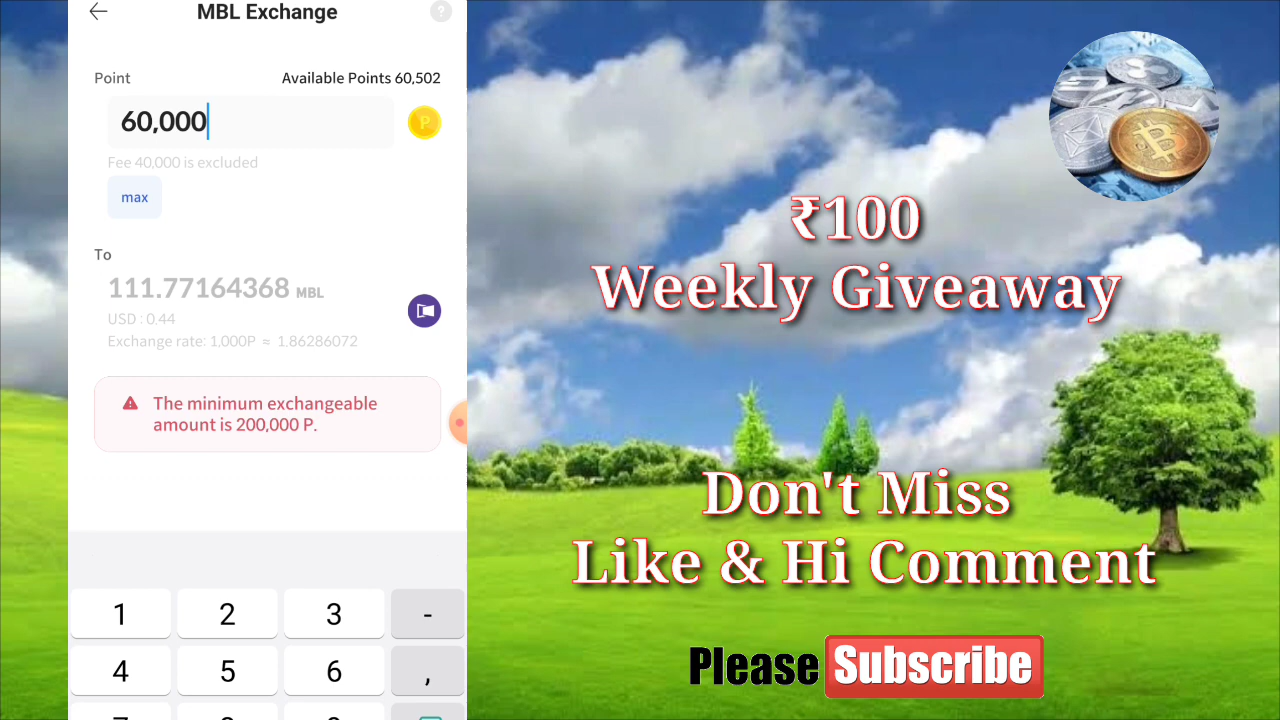 MBL Exchange
?
Point
Available Points 60,502
60,000
P
Fee 40,000 is excluded
max
To
111.77164368 MBL
USD : 0.44
Exchange rate: 1,000P ≈ 1.86286072
The minimum exchangeable
amount is 200,000 P.
1 2 3 -
4 5 6 ,
₹100
Weekly Giveaway
Don't Miss
Like & Hi Comment
Please Subscribe